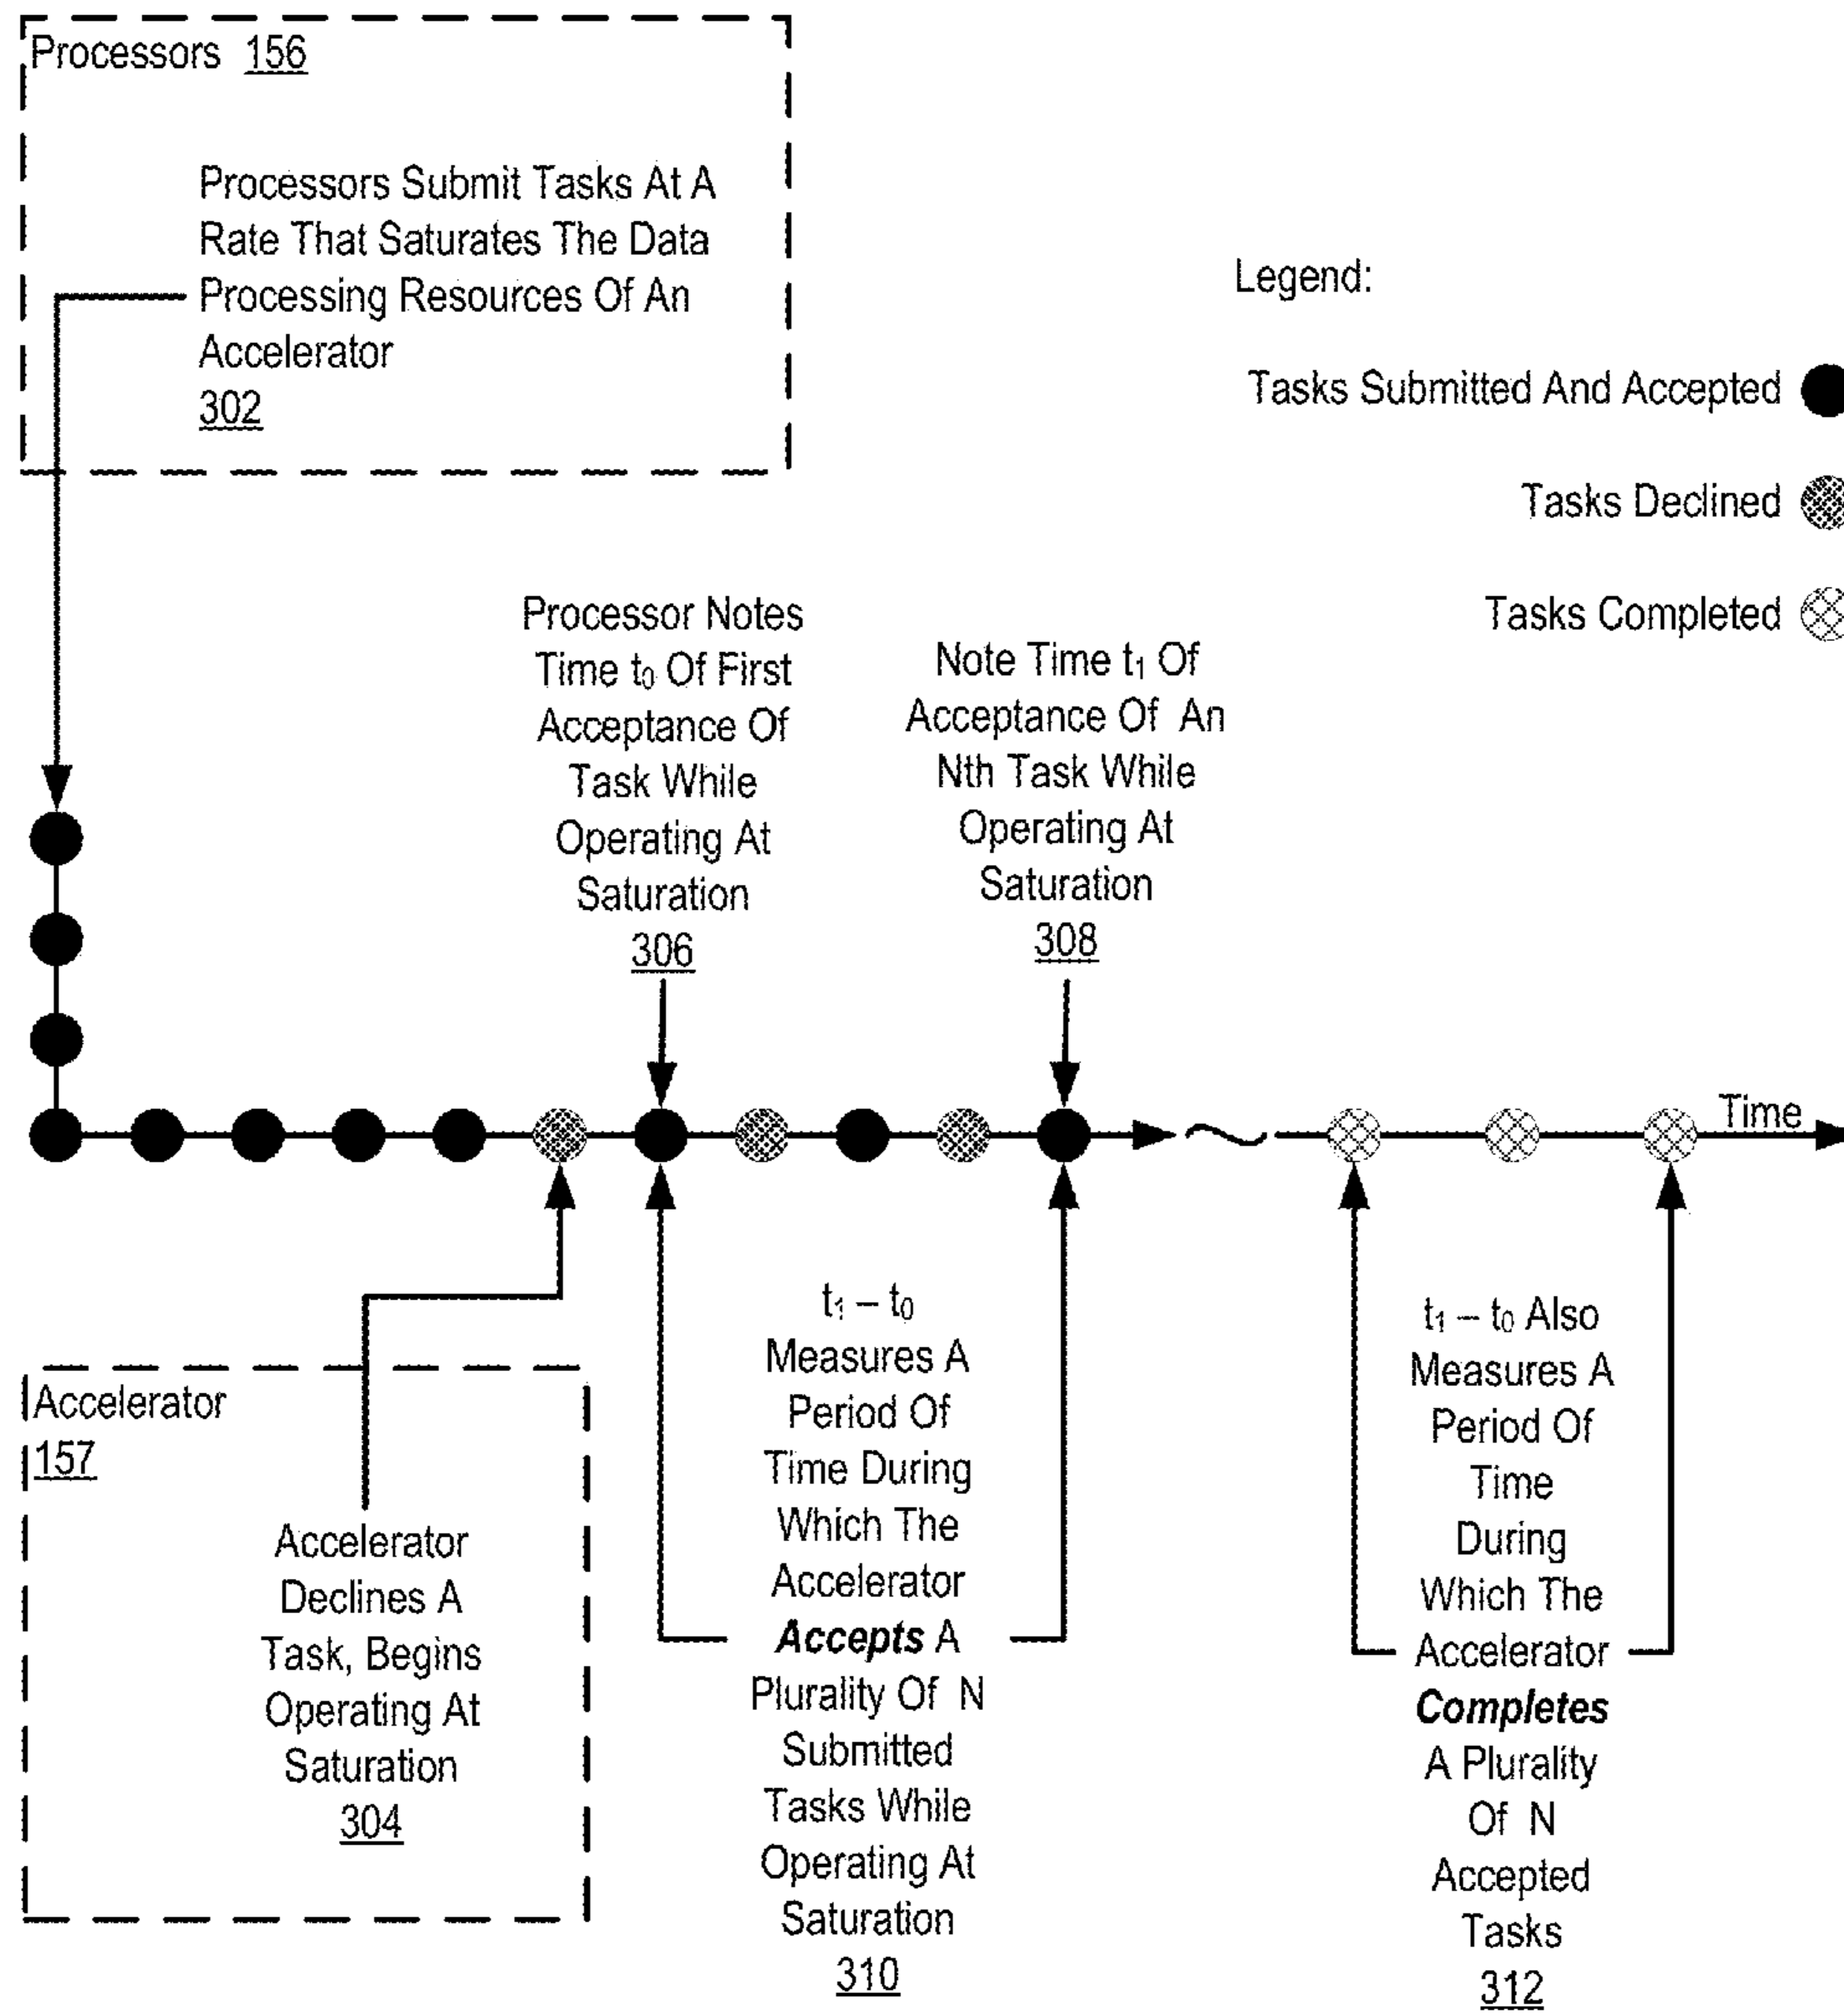 Processors 156
Processors Submit Tasks At A
Rate That Saturates The Data
Processing Resources Of An
Accelerator
302
Legend:
Tasks Submitted And Accepted
Tasks Declined
Tasks Completed
Processor Notes
Time t₀ Of First
Acceptance Of
Task While
Operating At
Saturation
306
Note Time t₁ Of
Acceptance Of An
Nth Task While
Operating At
Saturation
308
Time
Accelerator
157
Accelerator
Declines A
Task, Begins
Operating At
Saturation
304
t₁ – t₀
Measures A
Period Of
Time During
Which The
Accelerator
Accepts A
Plurality Of N
Submitted
Tasks While
Operating At
Saturation
310
t₁ – t₀ Also
Measures A
Period Of
Time
During
Which The
Accelerator
Completes
A Plurality
Of N
Accepted
Tasks
312